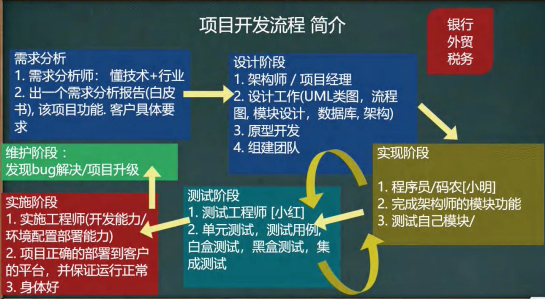 项目开发流程 简介
银行
外贸
税务
需求分析
1. 需求分析师： 懂技术+行业
2. 出一个需求分析报告(白皮
书), 该项目功能. 客户具体要
求
设计阶段
1. 架构师 / 项目经理
2. 设计工作(UML类图，流程
图, 模块设计，数据库, 架构)
3. 原型开发
4. 组建团队
实现阶段
1. 程序员/码农[小明]
2. 完成架构师的模块功能
3. 测试自己模块/
测试阶段
1. 测试工程师 [小红]
2. 单元测试，测试用例,
白盒测试，黑盒测试，集
成测试
实施阶段
1. 实施工程师(开发能力/
环境配置部署能力)
2. 项目正确的部署到客户
的平台，并保证运行正常
3. 身体好
维护阶段：
发现bug解决/项目升级